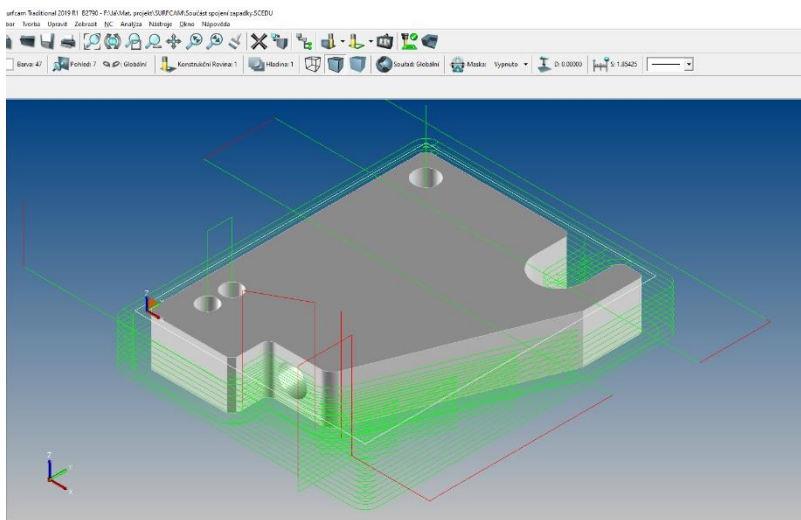 urfcam Traditional 2019 R1 B2790 - F:\Já\Mat. projekt\SURFCAM\Součást spojení zapadky.SCEDU
bor Tvorba Upravit Zobrazit NC Analýza Nástroje Okno Nápověda
Barva: 47 Pohled: 7 Globální Konstrukční Rovina: 1 Hladina: 1 Souřad: Globální Maska: Vypnuto D: 0.00000 S: 1.85425
Z
Z